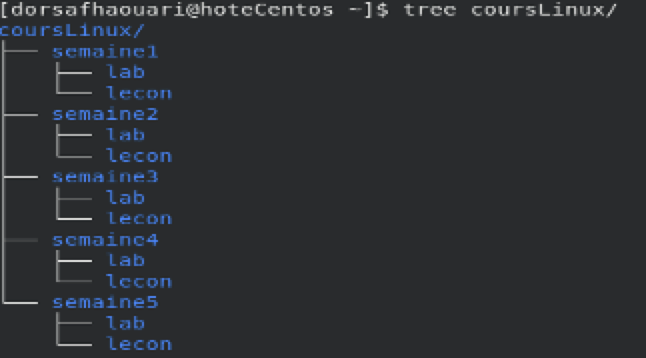 [dorsafhaouari@hoteCentos ~]$ tree coursLinux/
coursLinux/
├── semaine1
│   ├── lab
│   └── lecon
├── semaine2
│   ├── lab
│   └── lecon
├── semaine3
│   ├── lab
│   └── lecon
├── semaine4
│   ├── lab
│   └── lecon
└── semaine5
    ├── lab
    └── lecon